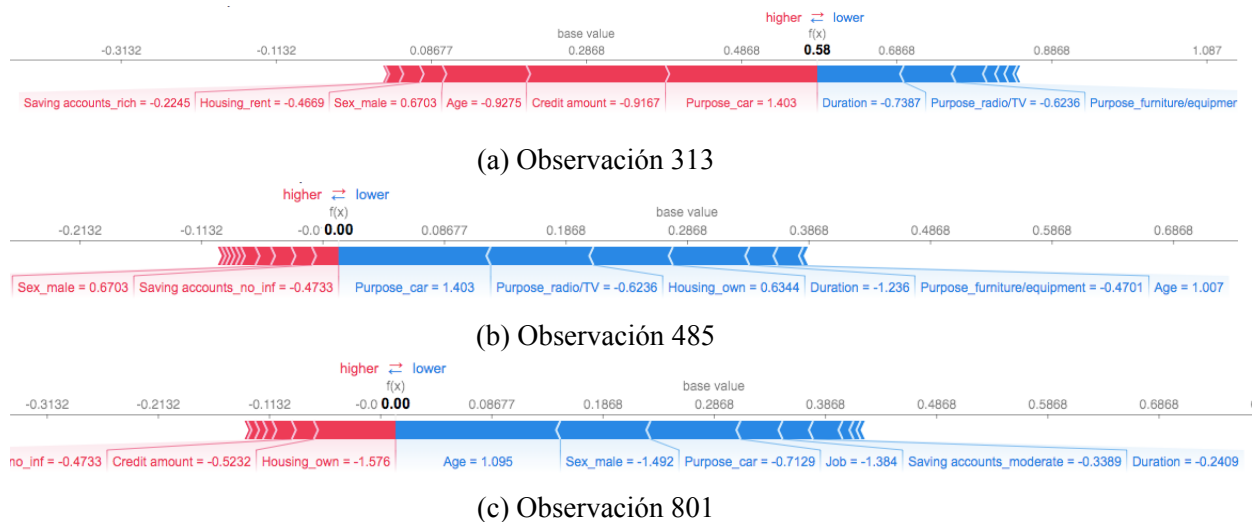 higher ⇄ lower
base value f(x)
-0.3132 -0.1132 0.08677 0.2868 0.4868 0.58 0.6868 0.8868 1.087
Saving accounts_rich = -0.2245 Housing_rent = -0.4669 Sex_male = 0.6703 Age = -0.9275 Credit amount = -0.9167 Purpose_car = 1.403 Duration = -0.7387 Purpose_radio/TV = -0.6236 Purpose_furniture/equipmer
(a) Observación 313
higher ⇄ lower
f(x) base value
-0.2132 -0.1132 -0.0 0.00 0.08677 0.1868 0.2868 0.3868 0.4868 0.5868 0.6868
Sex_male = 0.6703 Saving accounts_no_inf = -0.4733 Purpose_car = 1.403 Purpose_radio/TV = -0.6236 Housing_own = 0.6344 Duration = -1.236 Purpose_furniture/equipment = -0.4701 Age = 1.007
(b) Observación 485
higher ⇄ lower
f(x) base value
-0.3132 -0.2132 -0.1132 -0.0 0.00 0.08677 0.1868 0.2868 0.3868 0.4868 0.5868 0.6868
no_inf = -0.4733 Credit amount = -0.5232 Housing_own = -1.576 Age = 1.095 Sex_male = -1.492 Purpose_car = -0.7129 Job = -1.384 Saving accounts_moderate = -0.3389 Duration = -0.2409
(c) Observación 801